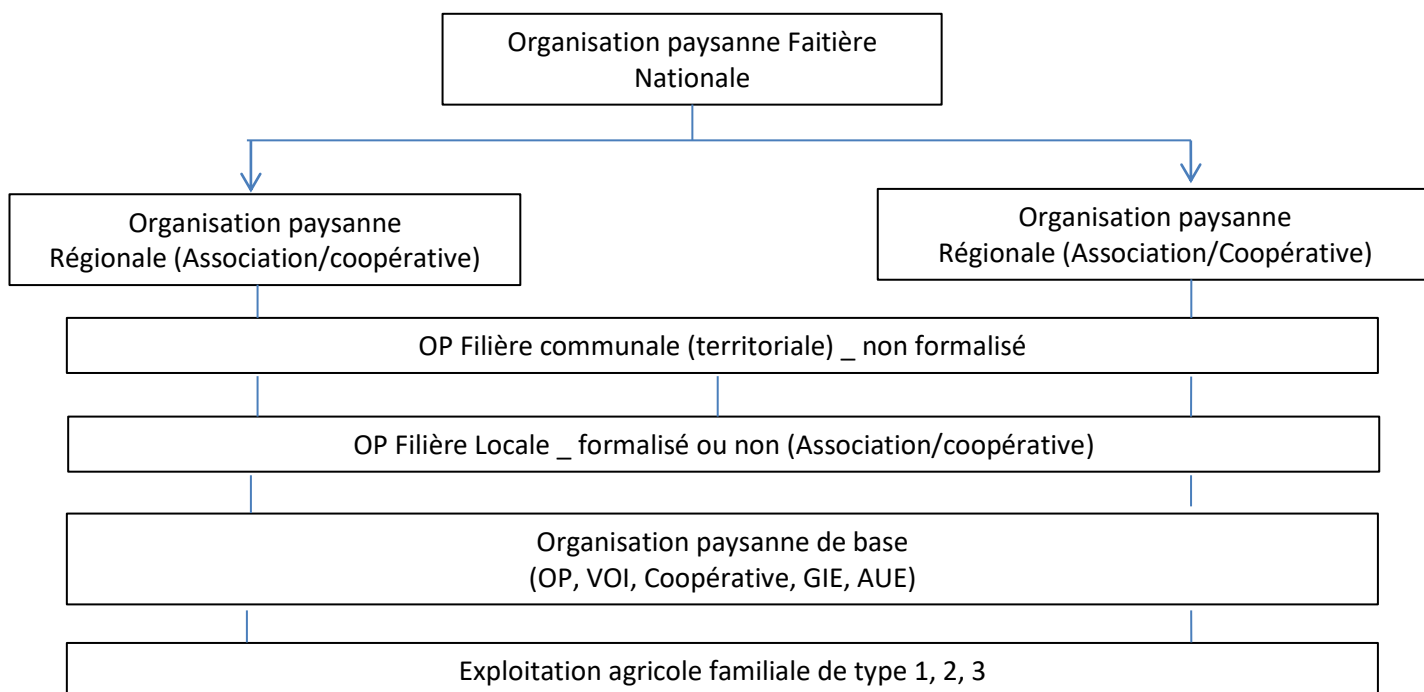 Organisation paysanne Faitière
Nationale
Organisation paysanne
Régionale (Association/coopérative)
Organisation paysanne
Régionale (Association/Coopérative)
OP Filière communale (territoriale) _ non formalisé
OP Filière Locale _ formalisé ou non (Association/coopérative)
Organisation paysanne de base
(OP, VOI, Coopérative, GIE, AUE)
Exploitation agricole familiale de type 1, 2, 3